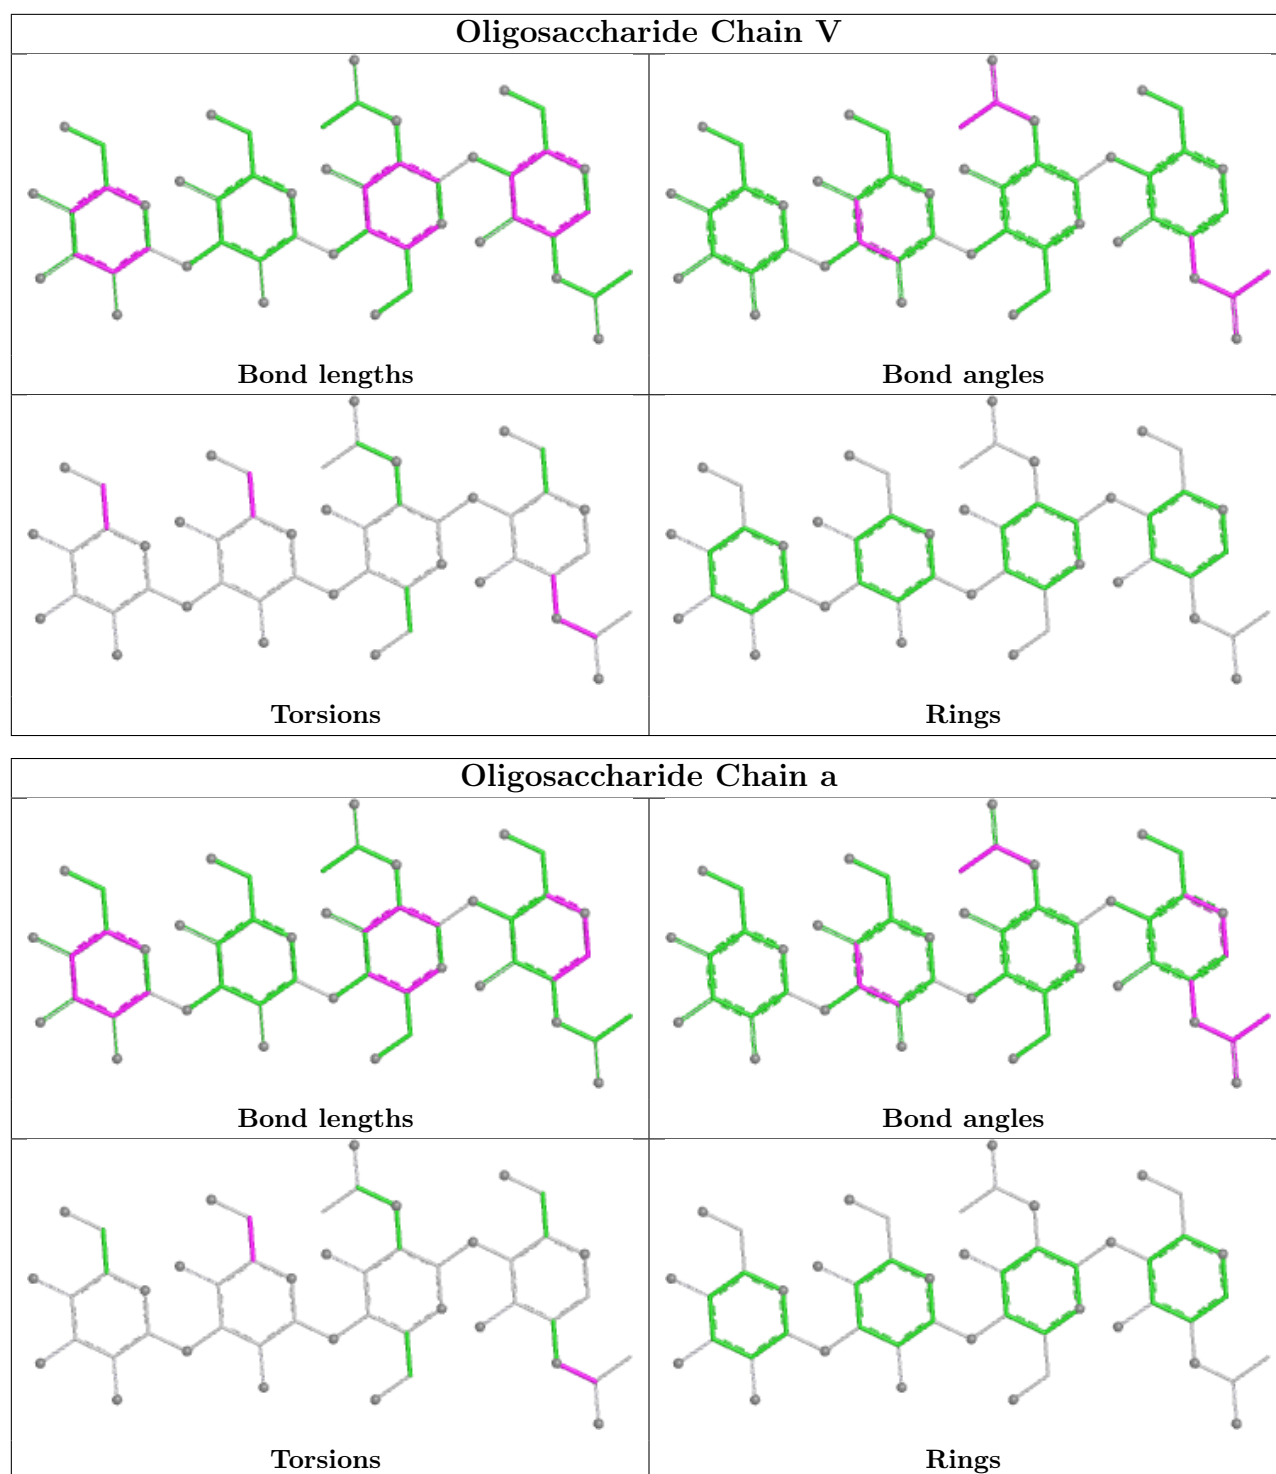 Oligosaccharide Chain V
Bond lengths
Bond angles
Torsions
Rings
Oligosaccharide Chain a
Bond lengths
Bond angles
Torsions
Rings